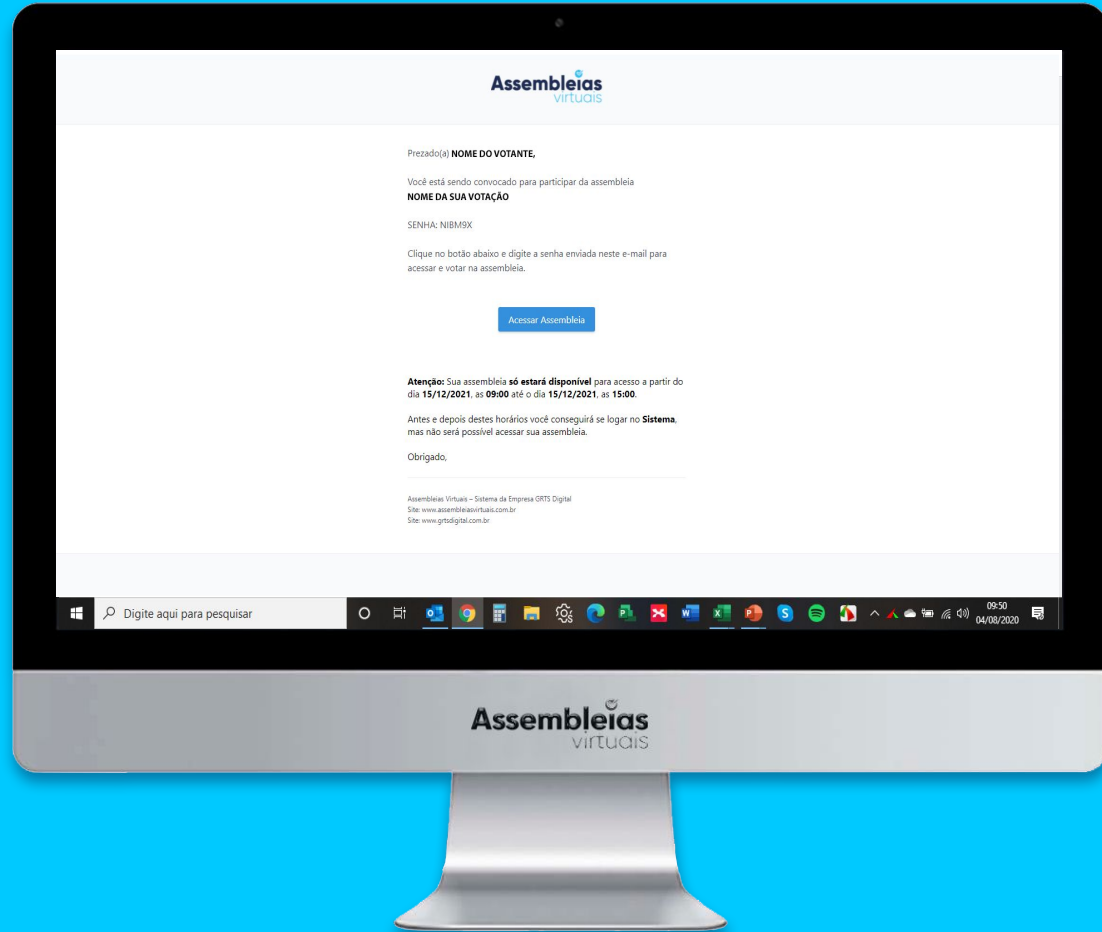 Assembleias
virtuais
Prezado(a) NOME DO VOTANTE,
Você está sendo convocado para participar da assembleia
NOME DA SUA VOTAÇÃO
SENHA: NIBM9X
Clique no botão abaixo e digite a senha enviada neste e-mail para
acessar e votar na assembleia.
Acessar Assembleia
Atenção: Sua assembleia só estará disponível para acesso a partir do
dia 15/12/2021, as 09:00 até o dia 15/12/2021, as 15:00.
Antes e depois destes horários você conseguirá se logar no Sistema,
mas não será possível acessar sua assembleia.
Obrigado,
Assembleias Virtuais – Sistema da Empresa GRTS Digital
Site: www.assembleiasvirtuais.com.br
Site: www.grtsdigital.com.br
Digite aqui para pesquisar
09:50
04/08/2020
Assembleias
virtuais